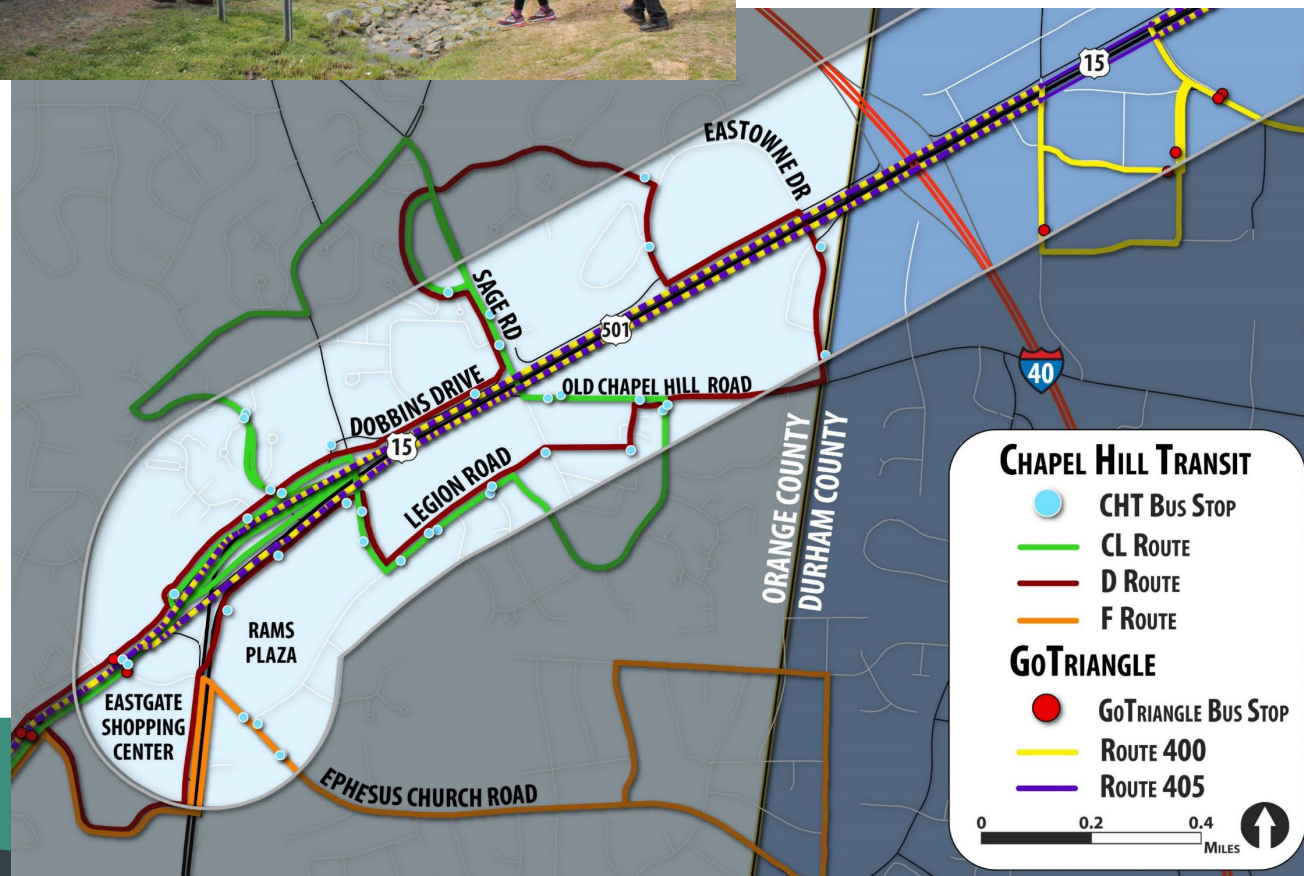 15
EASTOWNE DR
SAGE RD
501
OLD CHAPEL HILL ROAD
DOBBINS DRIVE
15
LEGION ROAD
40
ORANGE COUNTY
DURHAM COUNTY
RAMS
PLAZA
EASTGATE
SHOPPING
CENTER
EPHESUS CHURCH ROAD
CHAPEL HILL TRANSIT
CHT BUS STOP
CL ROUTE
D ROUTE
F ROUTE
GOTRIANGLE
GOTRIANGLE BUS STOP
ROUTE 400
ROUTE 405
0 0.2 0.4
MILES